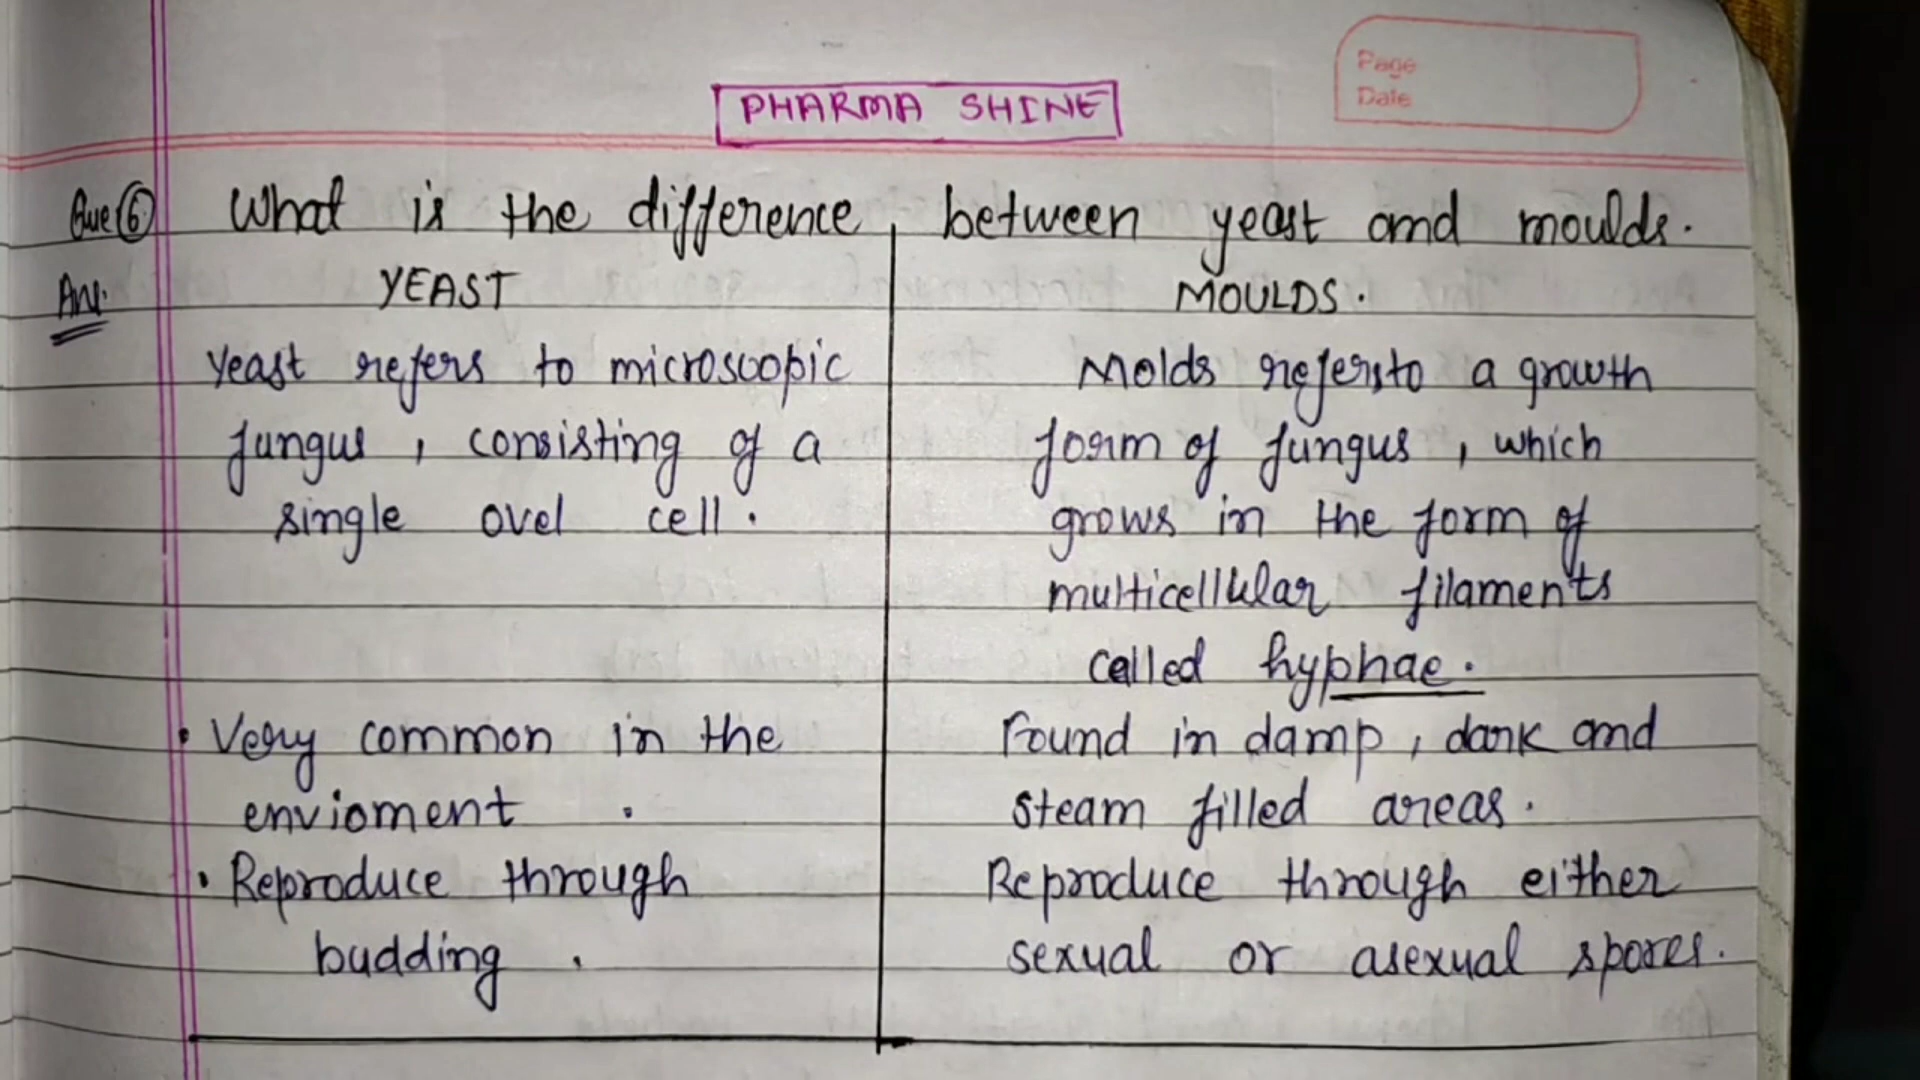 PHARMA SHINE
Page
Date
Que (6) What is the difference between yeast and moulds.
Ans.
YEAST
Yeast refers to microscopic
fungus, consisting of a
single ovel cell.
• Very common in the
envioment .
• Reproduce through
budding .
MOULDS.
Molds refers to a growth
form of fungus, which
grows in the form of
multicellular filaments
called hyphae.
Found in damp, dark and
steam filled areas.
Reproduce through either
sexual or asexual spores.